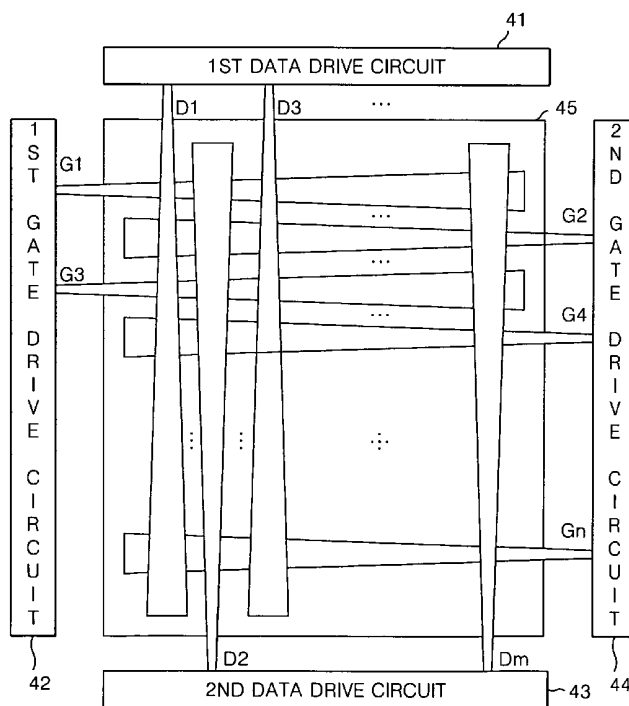 41
1ST DATA DRIVE CIRCUIT
D1
D3
...
45
1ST GATE DRIVE CIRCUIT
2ND GATE DRIVE CIRCUIT
G1
...
G2
...
G3
...
G4
...
...
...
Gn
D2
Dm
42
2ND DATA DRIVE CIRCUIT
43
44